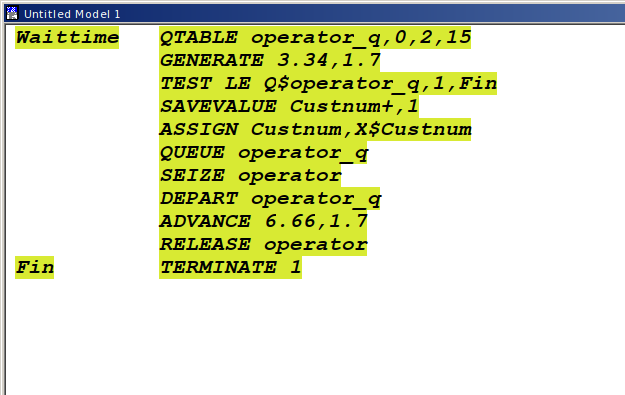 Untitled Model 1
Waittime QTABLE operator_q,0,2,15
GENERATE 3.34,1.7
TEST LE Q$operator_q,1,Fin
SAVEVALUE Custnum+,1
ASSIGN Custnum,X$Custnum
QUEUE operator_q
SEIZE operator
DEPART operator_q
ADVANCE 6.66,1.7
RELEASE operator
Fin TERMINATE 1